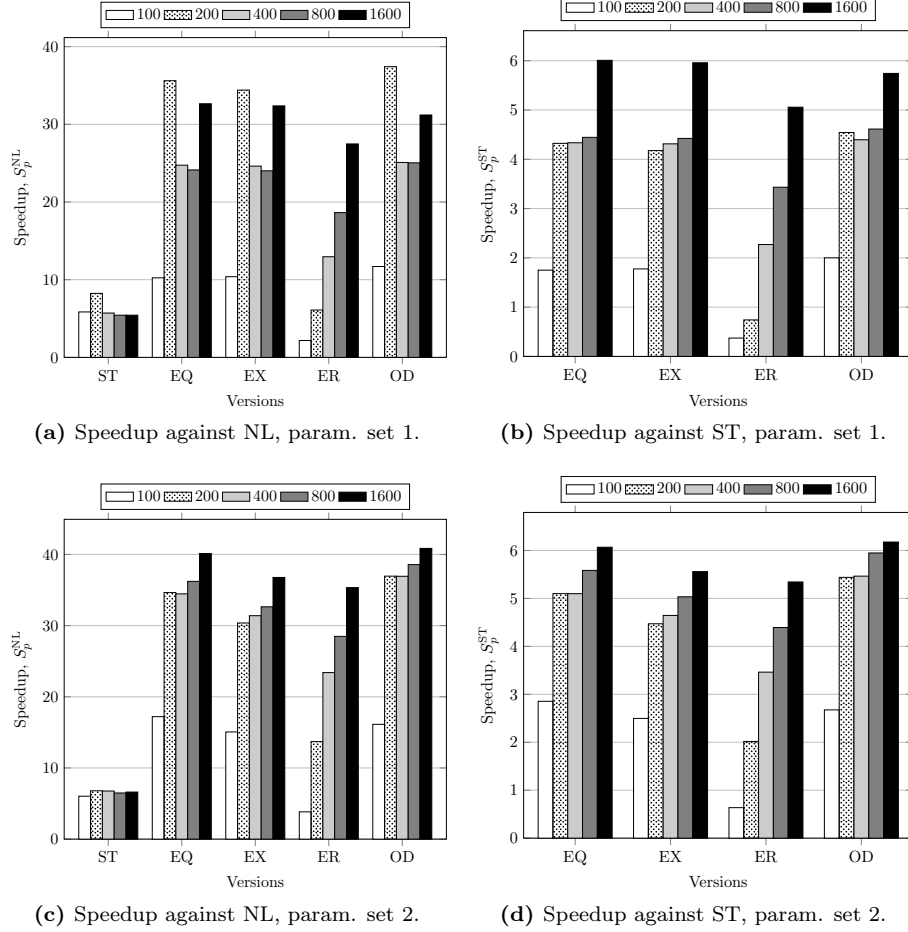 100 200 400 800 1600
40
30
20
10
0
Speedup, S_p^NL
ST EQ EX ER OD
Versions
(a) Speedup against NL, param. set 1.
100 200 400 800 1600
6
5
4
3
2
1
0
Speedup, S_p^ST
EQ EX ER OD
Versions
(b) Speedup against ST, param. set 1.
100 200 400 800 1600
40
30
20
10
0
Speedup, S_p^NL
ST EQ EX ER OD
Versions
(c) Speedup against NL, param. set 2.
100 200 400 800 1600
6
5
4
3
2
1
0
Speedup, S_p^ST
EQ EX ER OD
Versions
(d) Speedup against ST, param. set 2.